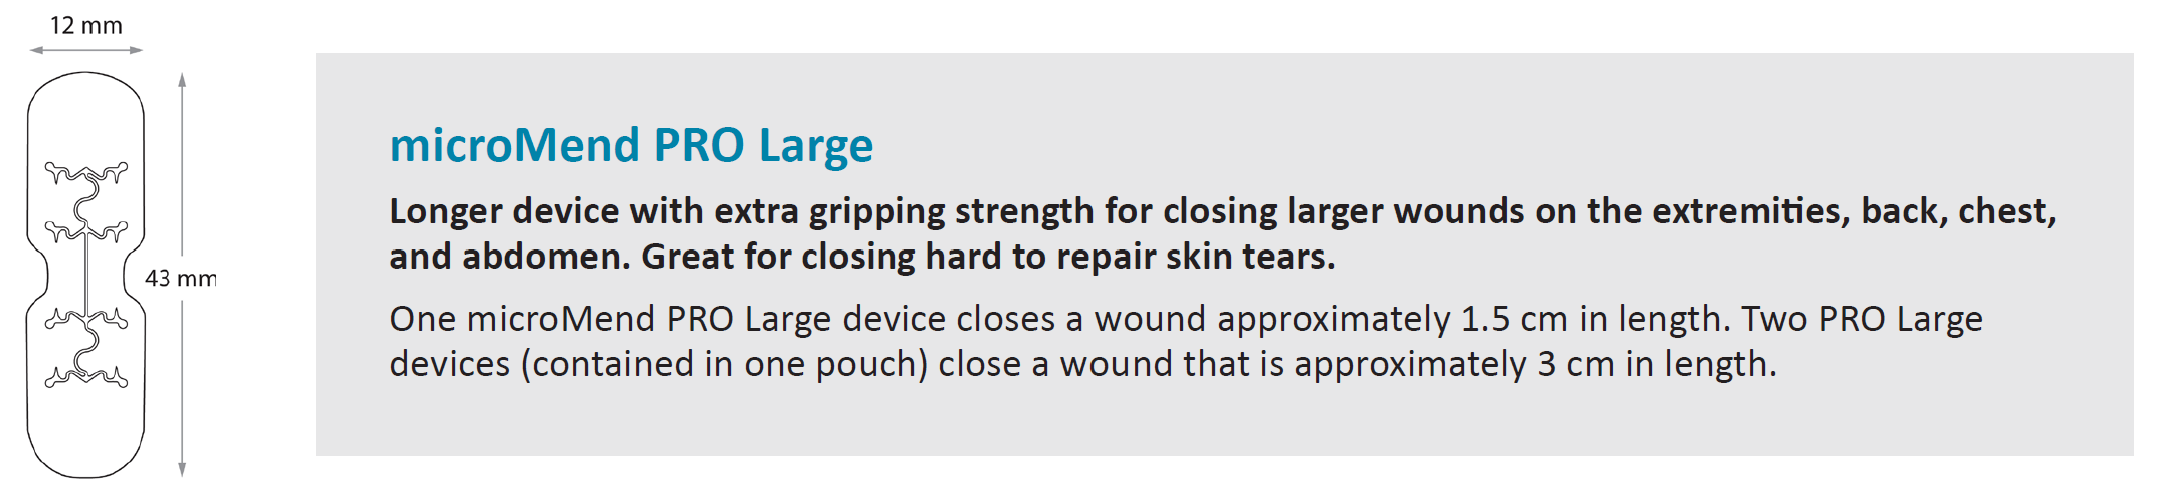 12 mm
43 mm
microMend PRO Large
Longer device with extra gripping strength for closing larger wounds on the extremities, back, chest,
and abdomen. Great for closing hard to repair skin tears.
One microMend PRO Large device closes a wound approximately 1.5 cm in length. Two PRO Large
devices (contained in one pouch) close a wound that is approximately 3 cm in length.